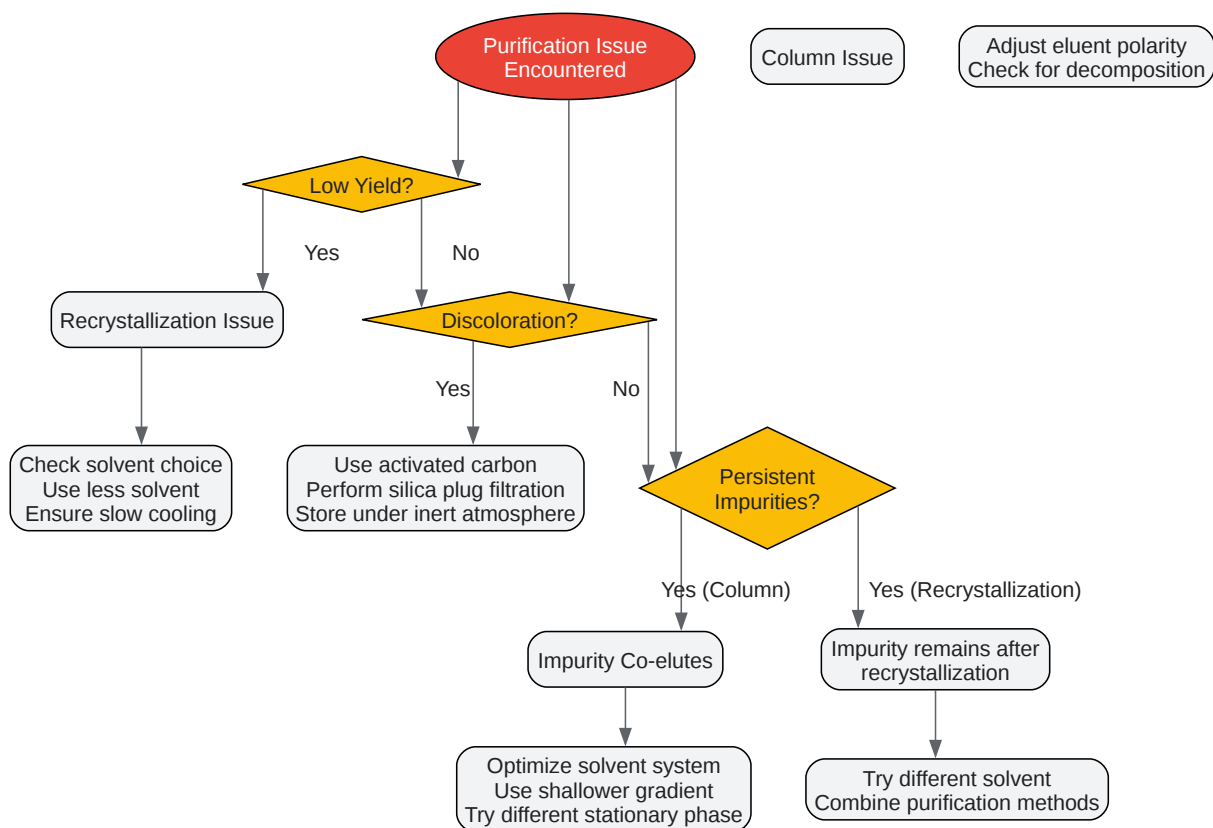 Purification Issue
Encountered
Column Issue
Adjust eluent polarity
Check for decomposition
Low Yield?
Yes
No
Recrystallization Issue
Discoloration?
Yes
No
Check solvent choice
Use less solvent
Ensure slow cooling
Use activated carbon
Perform silica plug filtration
Store under inert atmosphere
Persistent
Impurities?
Yes (Column)
Yes (Recrystallization)
Impurity Co-elutes
Impurity remains after
recrystallization
Optimize solvent system
Use shallower gradient
Try different stationary phase
Try different solvent
Combine purification methods